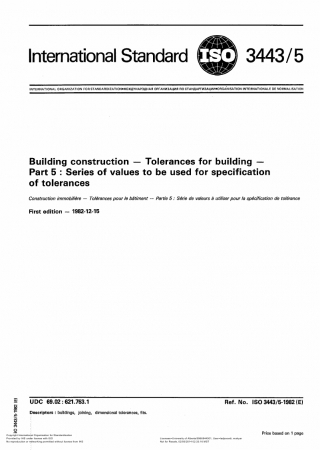 International Standard ISO 3443/5
INTERNATIONAL ORGANIZATION FOR STANDARDIZATION•МЕЖДУНАРОДНАЯ ОРГАНИЗАЦИЯ ПО СТАНДАРТИЗАЦИИ•ORGANISATION INTERNATIONALE DE NORMALISATION
Building construction — Tolerances for building —
Part 5 : Series of values to be used for specification
of tolerances
Construction immobilière — Tolérances pour le bâtiment — Partie 5 : Série de valeurs à utiliser pour la spécification de tolérance
First edition — 1982-12-15
UDC 69.02 : 621.753.1
Ref. No. ISO 3443/5-1982 (E)
Descriptors : buildings, joining, dimensional tolerances, fits.
ISO 3443/5-1982 (E)
Price based on 1 page